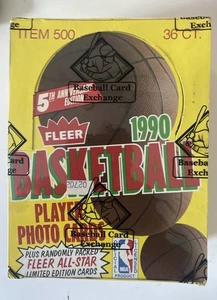 ITEM 500 36 CT.
Baseball Card
Exchange
5TH ANNIVERSARY
EDITION
FLEER 1990
BASKETBALL
PLAYER
PHOTO CARDS
Baseball Card
Exchange
PLUS RANDOMLY PACKED
FLEER ALL-STAR
LIMITED EDITION CARDS
NBA